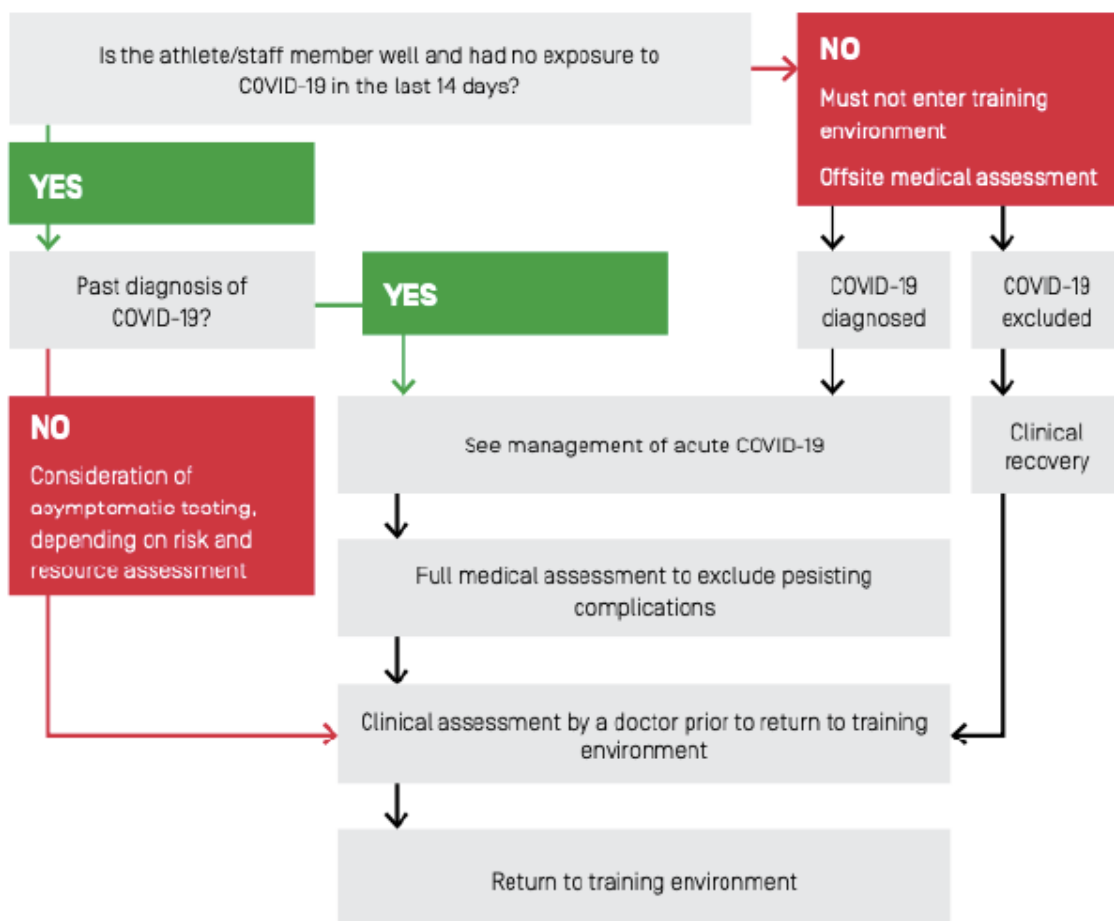 Is the athlete/staff member well and had no exposure to
COVID-19 in the last 14 days?
NO
Must not enter training
environment
Offsite medical assessment
YES
Past diagnosis of
COVID-19?
YES
COVID-19
diagnosed
COVID-19
excluded
NO
Consideration of
asymptomatic testing,
depending on risk and
resource assessment
See management of acute COVID-19
Clinical
recovery
Full medical assessment to exclude pesisting
complications
Clinical assessment by a doctor prior to return to training
environment
Return to training environment